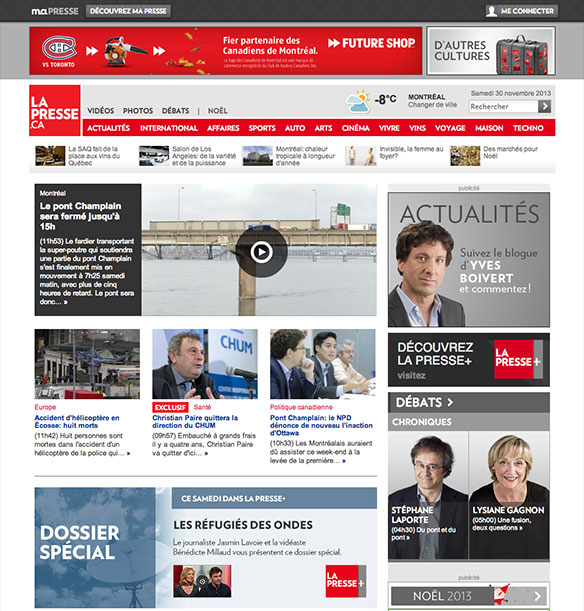 ma PRESSE
DÉCOUVREZ MA PRESSE
ME CONNECTER
VS TORONTO
Fier partenaire des
Canadiens de Montréal.
FUTURE SHOP
D'AUTRES
CULTURES
LA
PRESSE
.CA
VIDÉOS PHOTOS DÉBATS | NOËL
-8°C
MONTRÉAL
Changer de ville
Samedi 30 novembre 2013
Rechercher
ACTUALITÉS INTERNATIONAL AFFAIRES SPORTS AUTO ARTS CINÉMA VIVRE VINS VOYAGE MAISON TECHNO
La SAQ fait de la
place aux vins du
Québec
Salon de Los
Angeles: de la variété
et de la puissance
Montréal: chaleur
tropicale à longueur
d'année
Invisible, la femme au
foyer?
Des marchés pour
Noël
Montréal
Le pont Champlain
sera fermé jusqu'à
15h
(11h53) Le fardier transportant
la super-poutre qui soutiendra
une partie du pont Champlain
s'est finalement mis en
mouvement à 7h25 samedi
matin, avec plus de cinq
heures de retard. Le pont sera
donc... »
publicité
ACTUALITÉS
Suivez le blogue
d'YVES
BOIVERT
et commentez!
DÉCOUVREZ
LA PRESSE+
visitez
LA
PRESSE+
CHUM
Europe
Accident d'hélicoptère en
Écosse: huit morts
(11h42) Huit personnes sont
mortes dans l'accident d'un
hélicoptère de la police qui... »
EXCLUSIF Santé
Christian Paire quittera la
direction du CHUM
(09h57) Embauché à grands frais
il y a quatre ans, Christian Paire
va quitter d'ici... »
Politique canadienne
Pont Champlain: le NPD
dénonce de nouveau l'inaction
d'Ottawa
(10h33) Les Montréalais auraient
dû assister ce week-end à la
levée de la première... »
DÉBATS
CHRONIQUES
STÉPHANE
LAPORTE
(04h30) Du pont et du
pont »
LYSIANE GAGNON
(05h00) Une fusion,
deux questions »
DOSSIER
SPÉCIAL
CE SAMEDI DANS LA PRESSE+
LES RÉFUGIÉS DES ONDES
Le journaliste Jasmin Lavoie et la vidéaste
Bénédicte Millaud vous présentent ce dossier spécial.
LA
PRESSE+
publicité
NOËL 2013